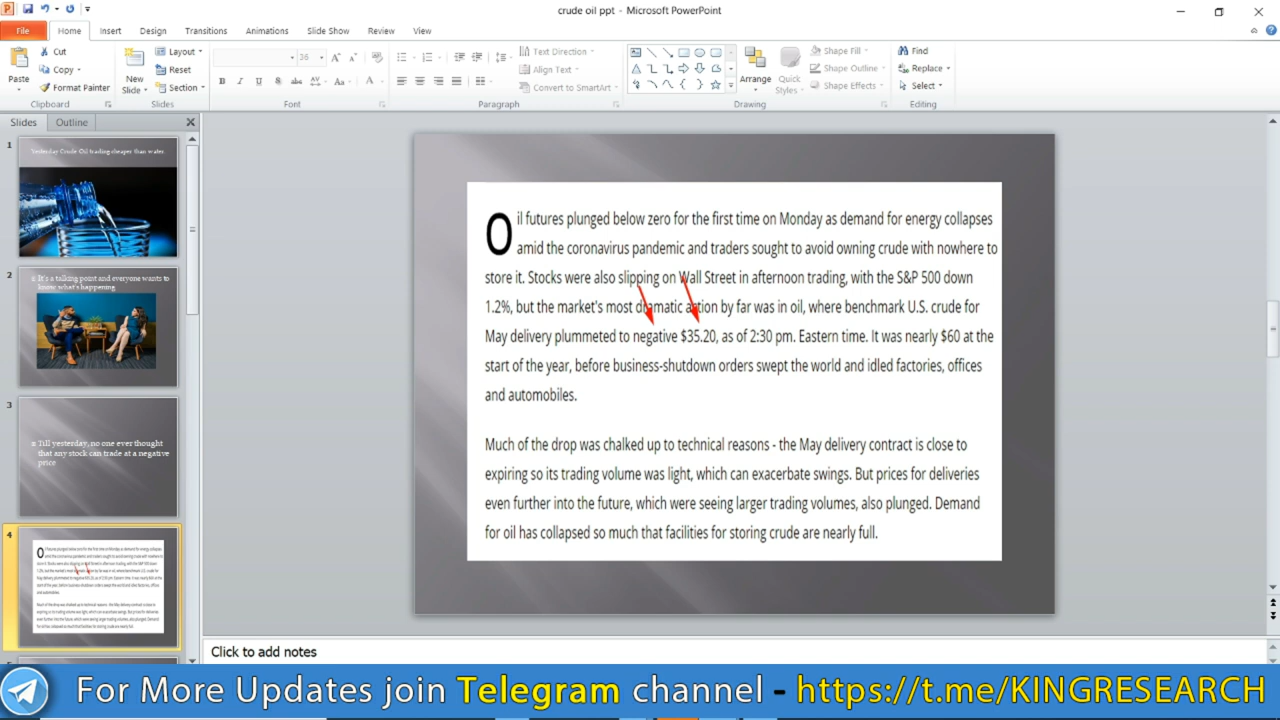 crude oil ppt - Microsoft PowerPoint
File Home Insert Design Transitions Animations Slide Show Review View
Paste
Cut
Copy
Format Painter
Clipboard
New
Slide
Layout
Reset
Section
Slides
36
Font
Text Direction
Align Text
Convert to SmartArt
Paragraph
Arrange
Quick
Styles
Shape Fill
Shape Outline
Shape Effects
Drawing
Find
Replace
Select
Editing
Slides Outline
1
Yesterday Crude Oil trading cheaper than water
2
It's a talking point and everyone wants to
know what's happening
3
Till yesterday, no one ever thought
that any stock can trade at a negative
price
4
Oil futures plunged below zero for the first time on Monday as demand for energy collapses
amid the coronavirus pandemic and traders sought to avoid owning crude with nowhere to
store it. Stocks were also slipping on Wall Street in afternoon trading, with the S&P 500 down
1.2%, but the market's most dramatic action by far was in oil, where benchmark U.S. crude for
May delivery plummeted to negative $35.20, as of 2:30 pm. Eastern time. It was nearly $60 at the
start of the year, before business-shutdown orders swept the world and idled factories, offices
and automobiles.
Much of the drop was chalked up to technical reasons - the May delivery contract is close to
expiring so its trading volume was light, which can exacerbate swings. But prices for deliveries
even further into the future, which were seeing larger trading volumes, also plunged. Demand
for oil has collapsed so much that facilities for storing crude are nearly full.
Click to add notes
For More Updates join Telegram channel - https://t.me/KINGRESEARCH